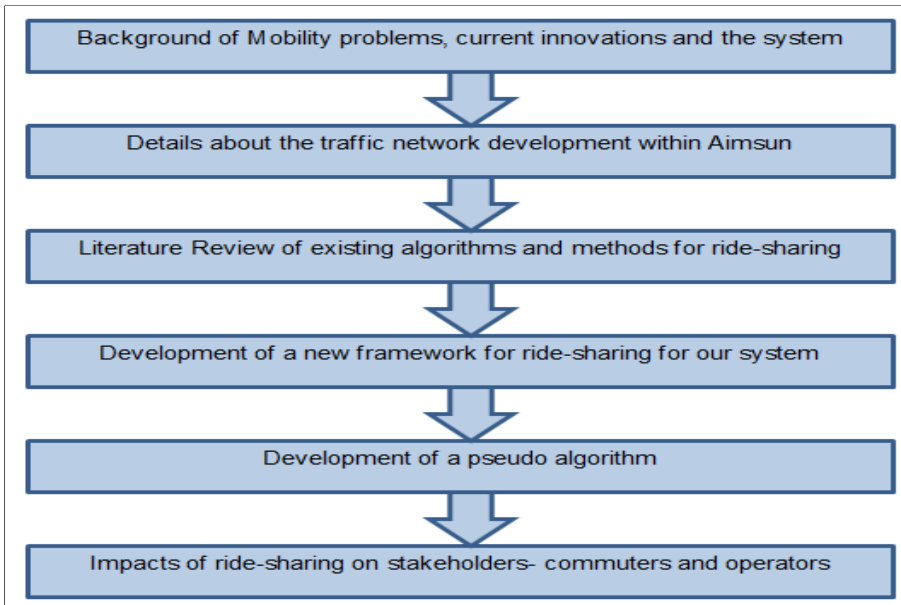 Background of Mobility problems, current innovations and the system
Details about the traffic network development within Aimsun
Literature Review of existing algorithms and methods for ride-sharing
Development of a new framework for ride-sharing for our system
Development of a pseudo algorithm
Impacts of ride-sharing on stakeholders- commuters and operators